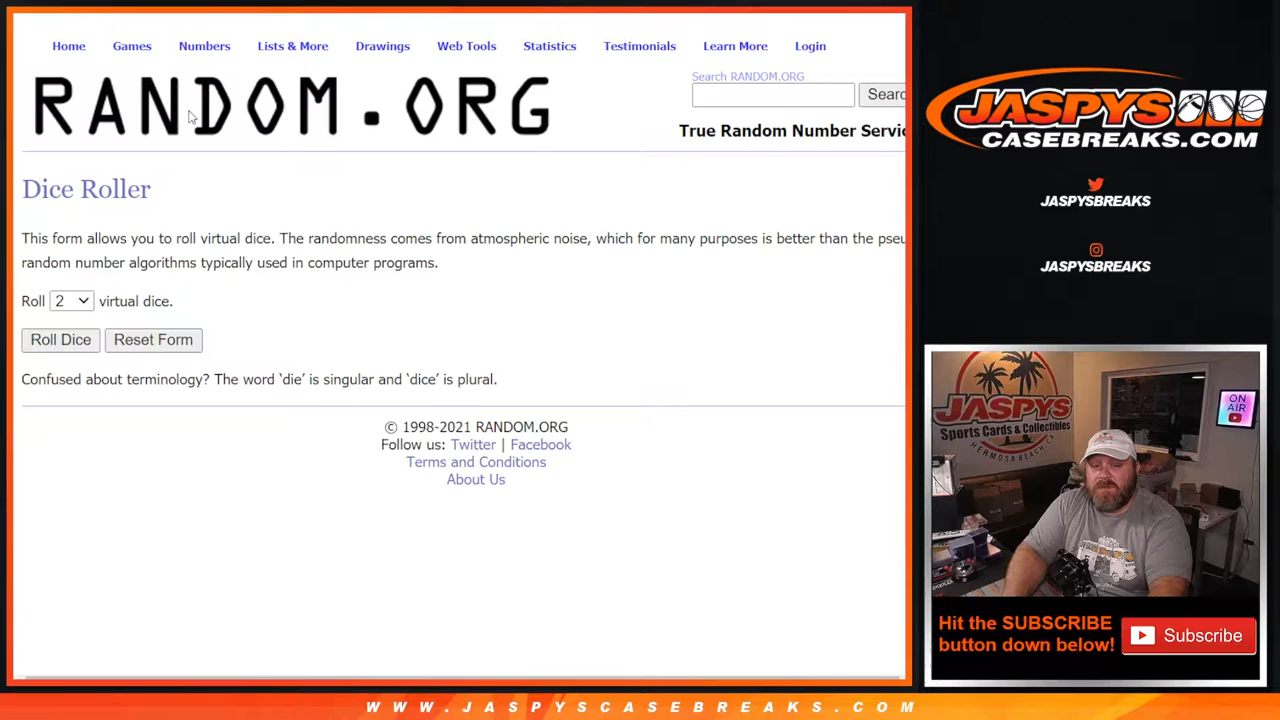 Home Games Numbers Lists & More Drawings Web Tools Statistics Testimonials Learn More Login
RANDOM.ORG
Search RANDOM.ORG
Searc
True Random Number Servic
Dice Roller
This form allows you to roll virtual dice. The randomness comes from atmospheric noise, which for many purposes is better than the pseu
random number algorithms typically used in computer programs.
Roll 2 virtual dice.
Roll Dice Reset Form
Confused about terminology? The word ‘die’ is singular and ‘dice’ is plural.
© 1998-2021 RANDOM.ORG
Follow us: Twitter | Facebook
Terms and Conditions
About Us
JASPYS
CASEBREAKS.COM
JASPYSBREAKS
JASPYSBREAKS
JASPYS
Sports Cards & Collectibles
HERMOSA BEACH, CA
ON
AIR
Hit the SUBSCRIBE
button down below!
Subscribe
WWW.JASPYSCASEBREAKS.COM